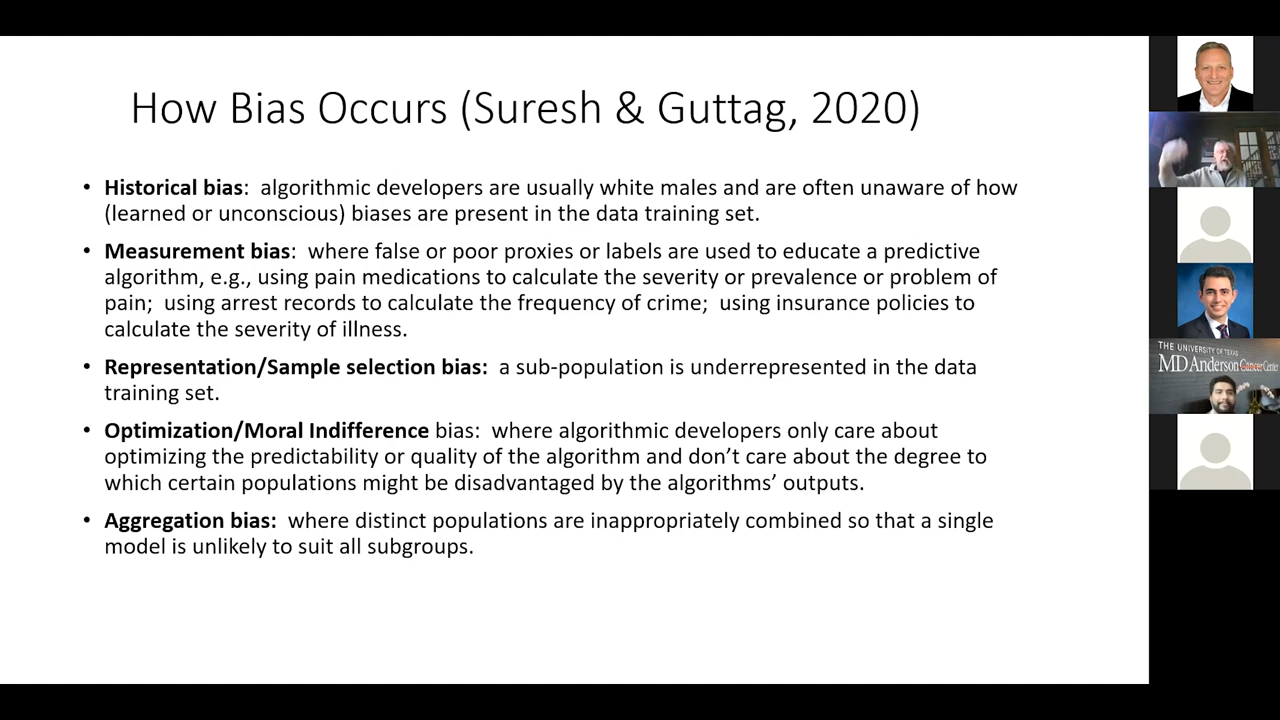 How Bias Occurs (Suresh & Guttag, 2020)
• Historical bias:  algorithmic developers are usually white males and are often unaware of how
(learned or unconscious) biases are present in the data training set.
• Measurement bias:  where false or poor proxies or labels are used to educate a predictive
algorithm, e.g., using pain medications to calculate the severity or prevalence or problem of
pain;  using arrest records to calculate the frequency of crime;  using insurance policies to
calculate the severity of illness.
• Representation/Sample selection bias:  a sub-population is underrepresented in the data
training set.
• Optimization/Moral Indifference bias:  where algorithmic developers only care about
optimizing the predictability or quality of the algorithm and don’t care about the degree to
which certain populations might be disadvantaged by the algorithms’ outputs.
• Aggregation bias:  where distinct populations are inappropriately combined so that a single
model is unlikely to suit all subgroups.
THE UNIVERSITY OF TEXAS
MD Anderson Cancer Center